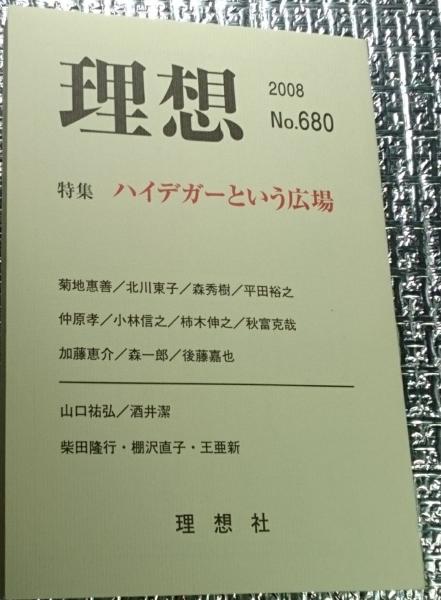 理想
2008
No.680
特集 ハイデガーという広場
菊地惠善／北川東子／森秀樹／平田裕之
仲原孝／小林信之／柿木伸之／秋富克哉
加藤恵介／森一郎／後藤嘉也
山口祐弘／酒井潔
柴田隆行・棚沢直子・王亜新
理想社